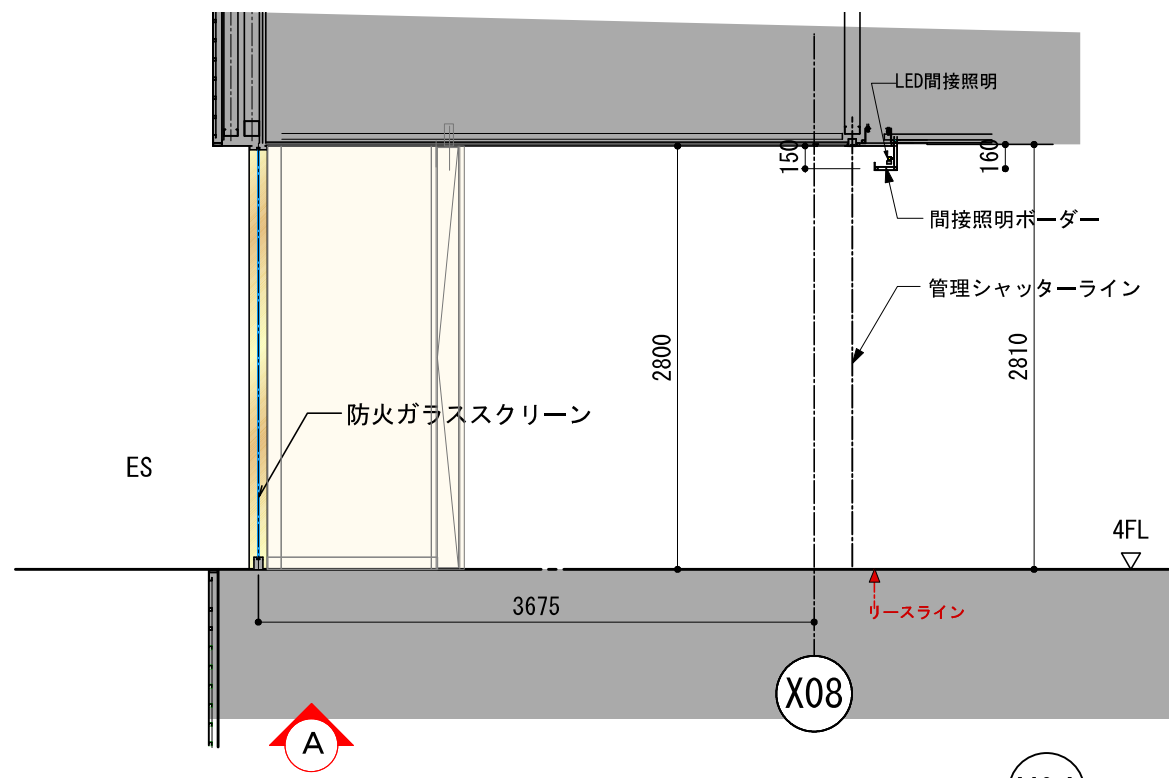 LED間接照明
150
160
間接照明ボーダー
管理シャッターライン
2800
2810
防火ガラススクリーン
ES
4FL
3675
リースライン
X08
A